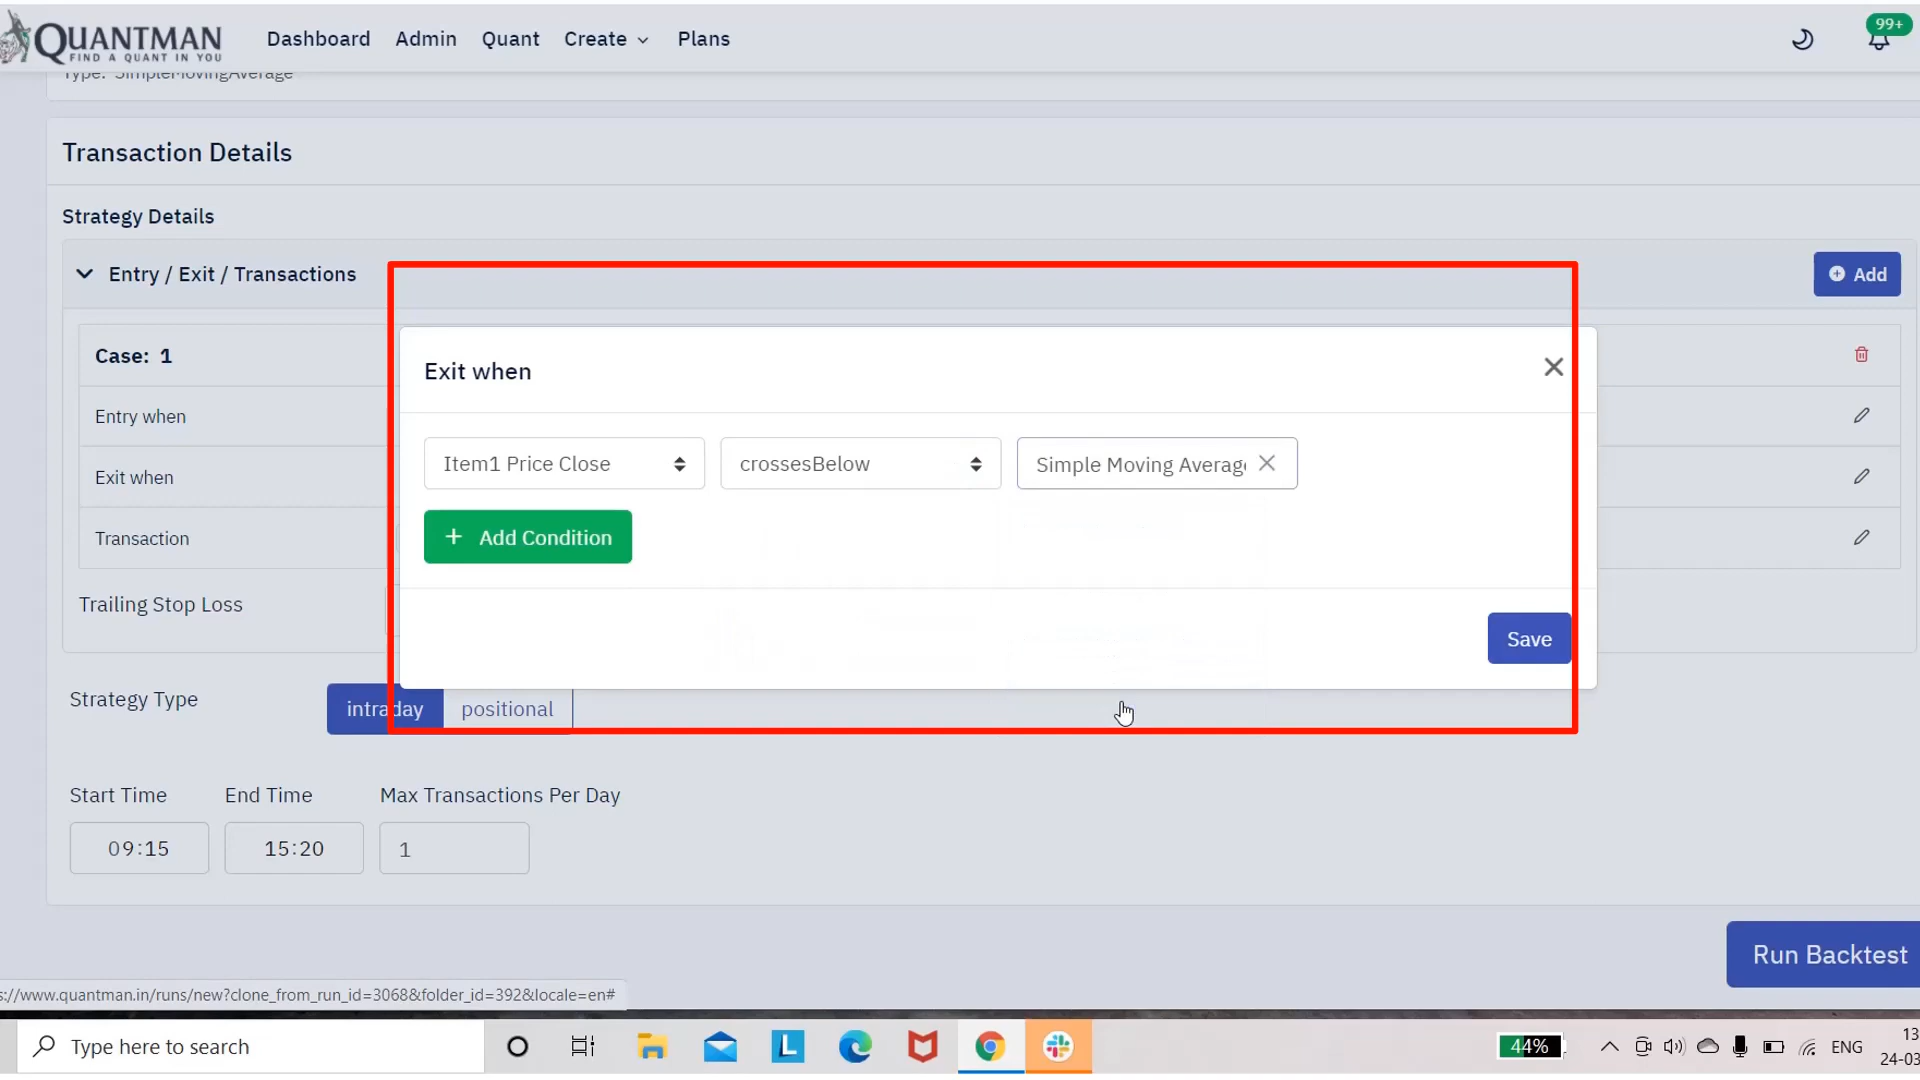 QUANTMAN
FIND A QUANT IN YOU
Dashboard Admin Quant Create Plans
99+
Type: SimpleMovingAverage
Transaction Details
Strategy Details
Entry / Exit / Transactions
Add
Case: 1
Exit when
Entry when
Item1 Price Close crossesBelow Simple Moving Averag
Exit when
+ Add Condition
Transaction
Trailing Stop Loss
Save
Strategy Type
intraday positional
Start Time End Time Max Transactions Per Day
09:15 15:20 1
Run Backtest
s://www.quantman.in/runs/new?clone_from_run_id=3068&folder_id=392&locale=en#
Type here to search
L
44%
ENG
13
24-03